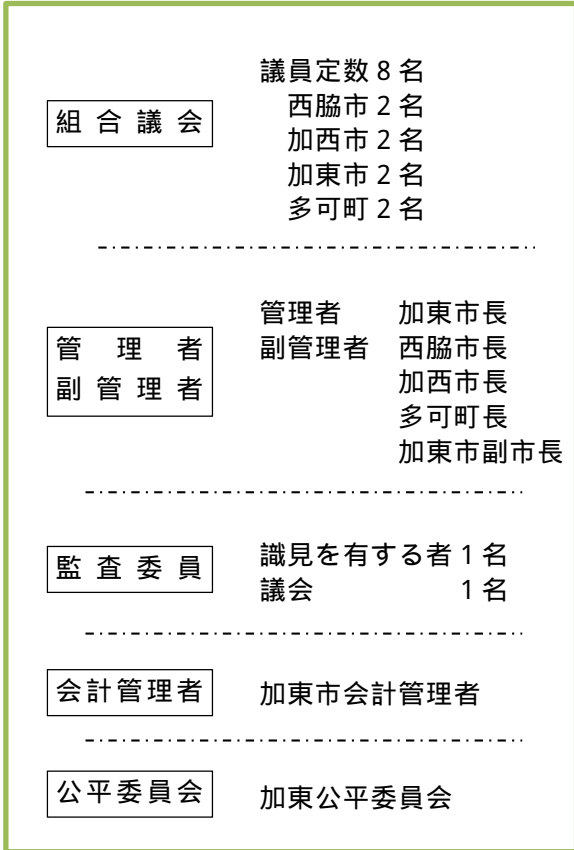 組合議会
議員定数8名
西脇市2名
加西市2名
加東市2名
多可町2名
管理者
副管理者
管理者 加東市長
副管理者 西脇市長
加西市長
多可町長
加東市副市長
監査委員
識見を有する者1名
議会 1名
会計管理者
加東市会計管理者
公平委員会
加東公平委員会